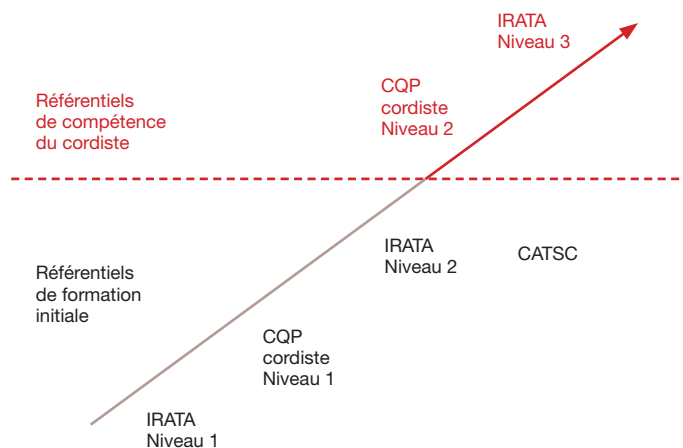 IRATA
Niveau 3
CQP
cordiste
Niveau 2
Référentiels
de compétence
du cordiste
IRATA
Niveau 2
CATSC
Référentiels
de formation
initiale
CQP
cordiste
Niveau 1
IRATA
Niveau 1